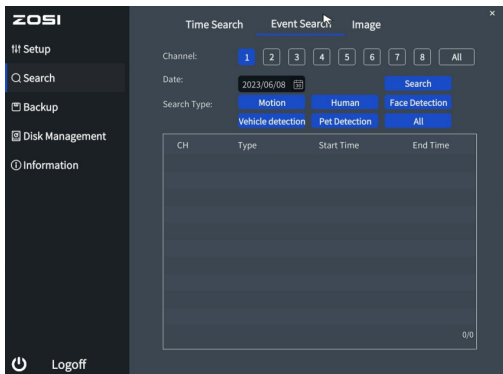 ZOSI
Setup
Search
Backup
Disk Management
Information
Logoff
Time Search Event Search Image
Channel: 1 2 3 4 5 6 7 8 All
Date: 2023/06/08 Search
Search Type: Motion Human Face Detection
Vehicle detection Pet Detection All
CH Type Start Time End Time
0/0